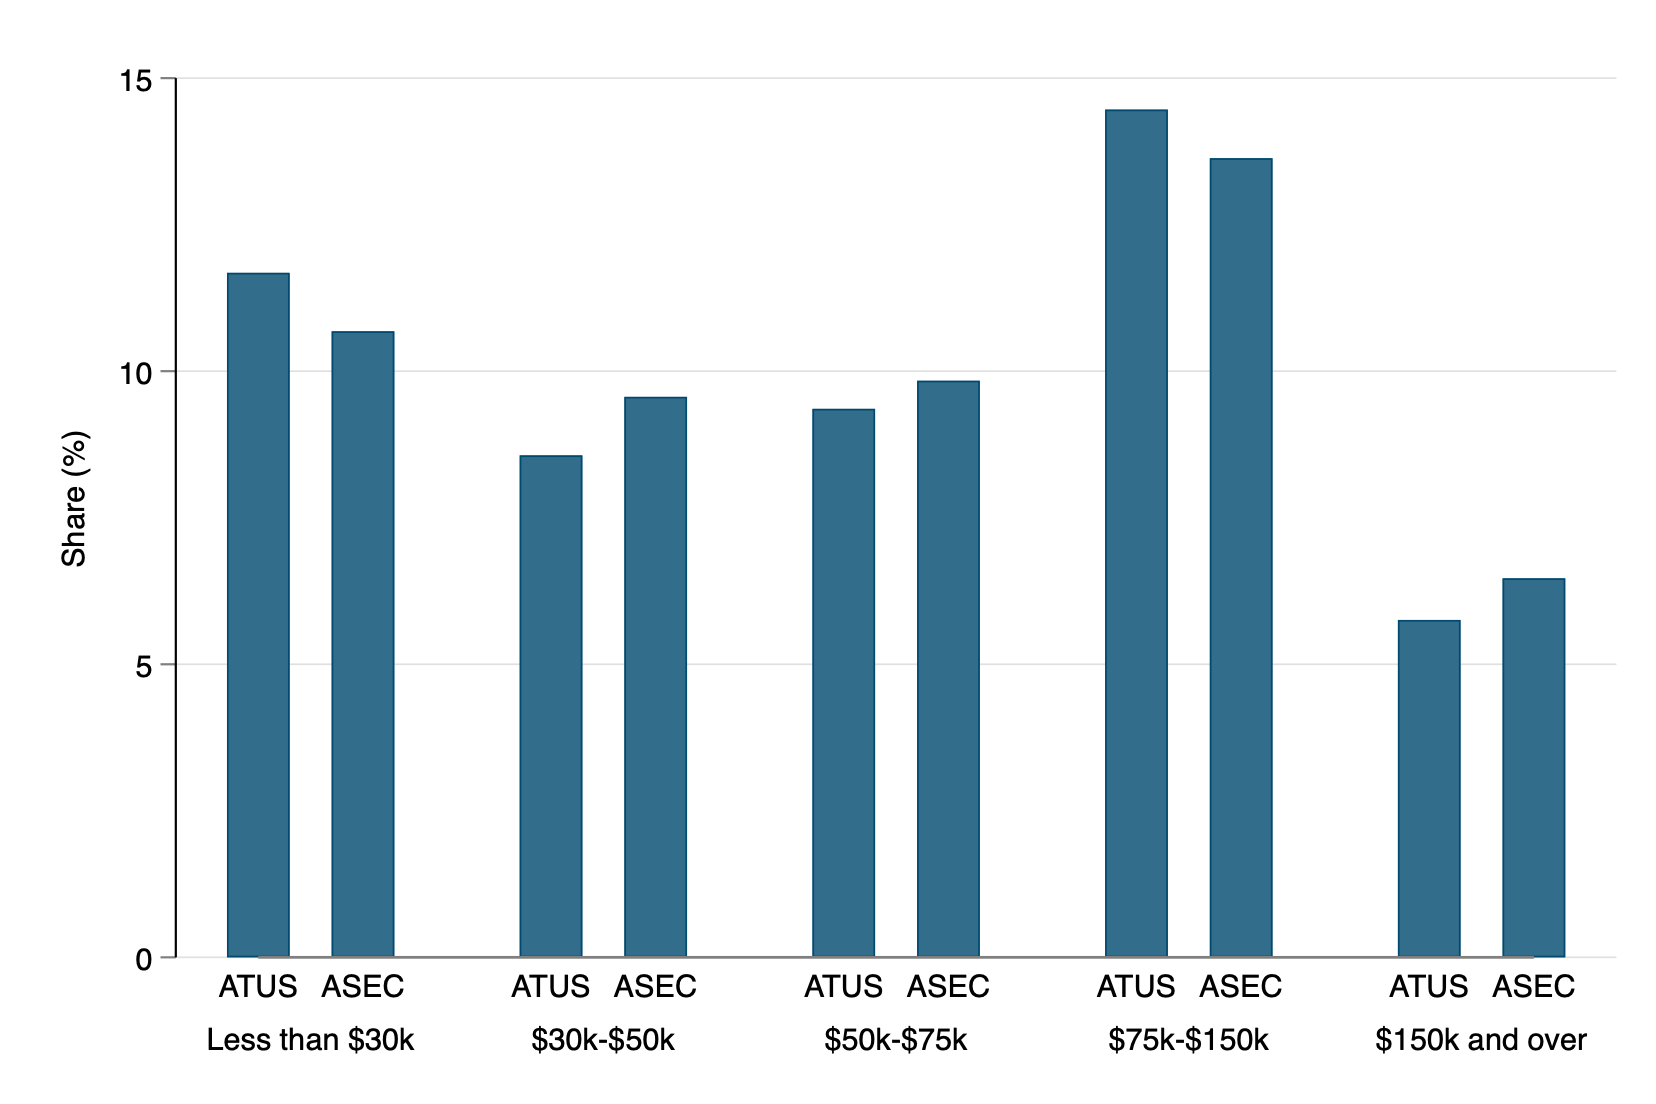 15
10
5
0
Share (%)
ATUS ASEC ATUS ASEC ATUS ASEC ATUS ASEC ATUS ASEC
Less than $30k $30k-$50k $50k-$75k $75k-$150k $150k and over